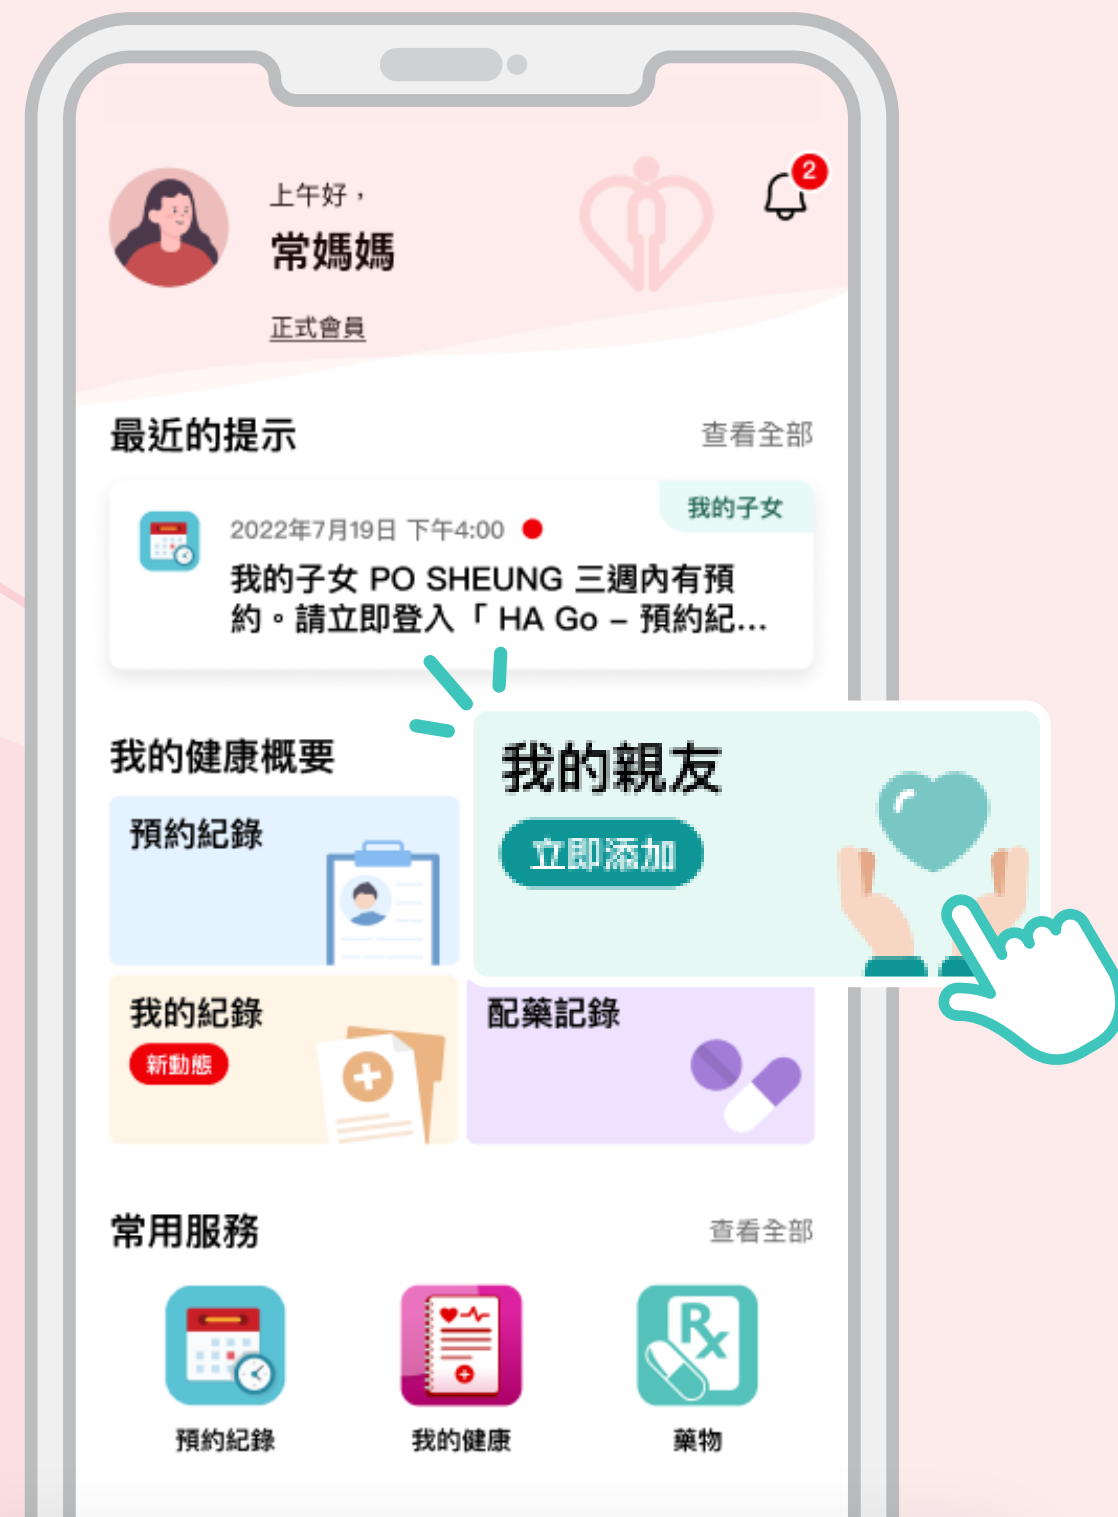 2
上午好，
常媽媽
正式會員
最近的提示
查看全部
我的子女
2022年7月19日 下午4:00
我的子女 PO SHEUNG 三週內有預
約。請立即登入「 HA Go – 預約紀...
我的健康概要
我的親友
立即添加
預約紀錄
我的紀錄
新動態
配藥記錄
常用服務
查看全部
Rx
預約紀錄
我的健康
藥物